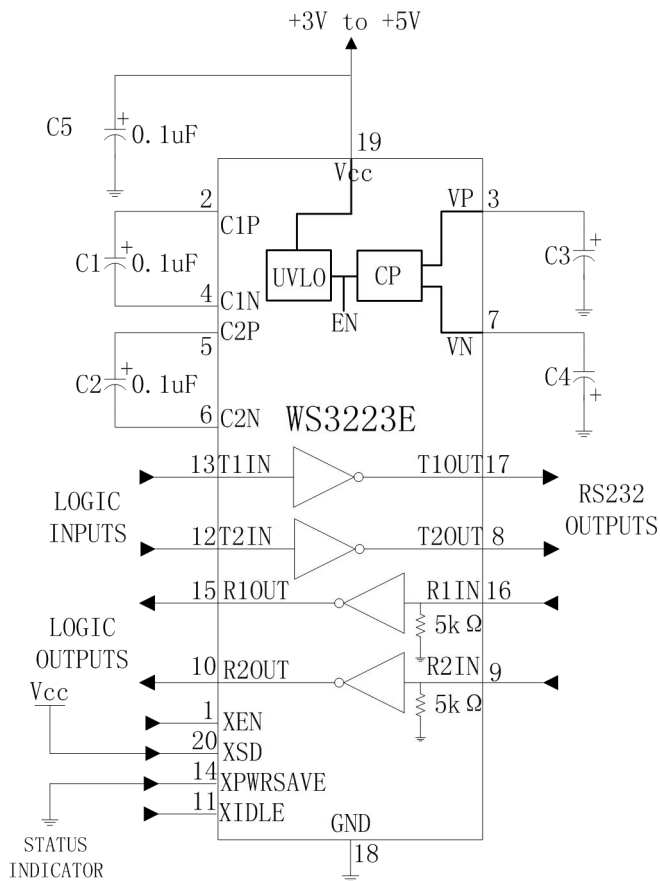 +3V to +5V
C5
+
0.1uF
19
Vcc
2
C1P
VP
3
C1
+
0.1uF
UVLO
CP
C3
+
4
C1N
EN
C2P
5
7
VN
C2
+
0.1uF
C4
+
6
C2N
WS3223E
13
T1IN
T1OUT
17
LOGIC
INPUTS
RS232
OUTPUTS
12
T2IN
T2OUT
8
15
R1OUT
R1IN
16
5kΩ
LOGIC
OUTPUTS
10
R2OUT
R2IN
9
5kΩ
Vcc
1
XEN
20
XSD
14
XPWRSAVE
11
XIDLE
GND
18
STATUS
INDICATOR